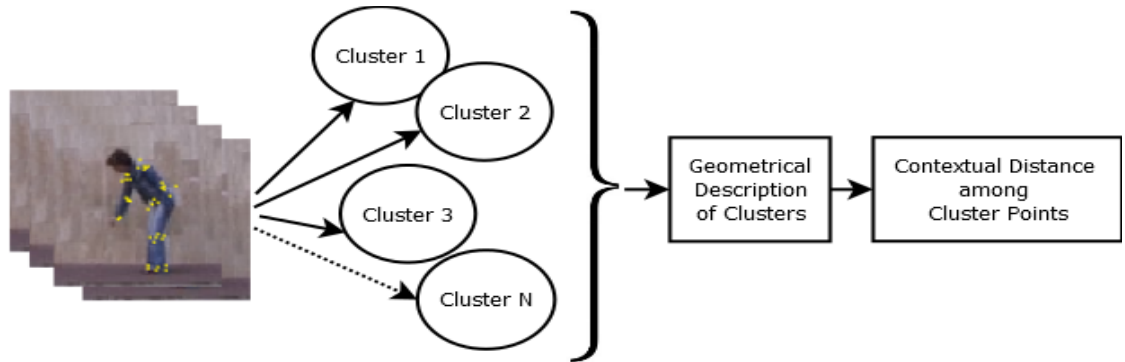 Cluster 1
Cluster 2
Cluster 3
Cluster N
Geometrical
Description
of Clusters
Contextual Distance
among
Cluster Points